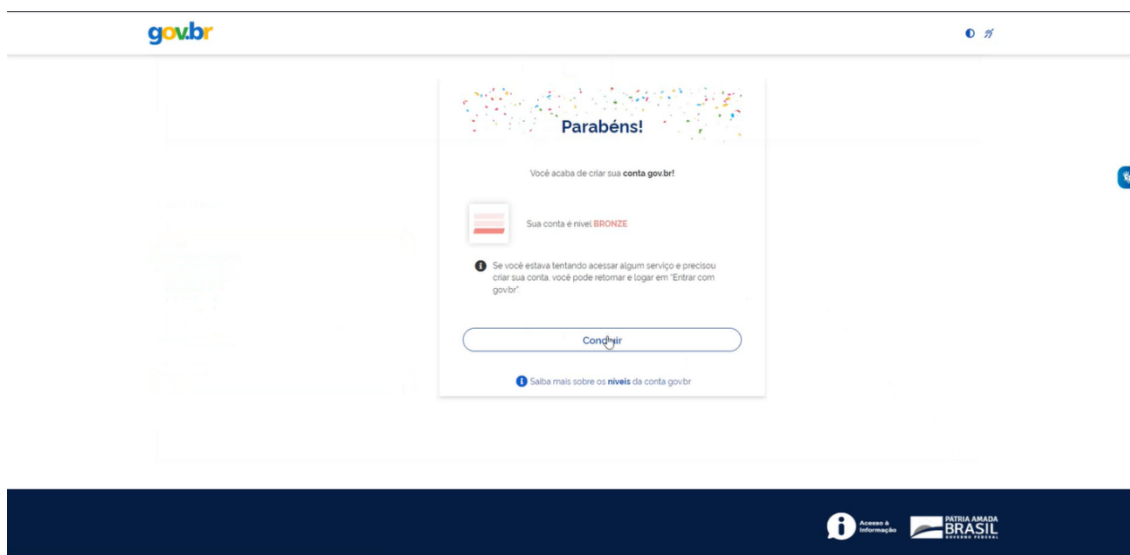 gov.br
Parabéns!
Você acaba de criar sua conta gov.br!
Sua conta é nível BRONZE
Se você estava tentando acessar algum serviço e precisou
criar sua conta, você pode retornar e logar em "Entrar com
gov.br".
Concluir
Saiba mais sobre os níveis da conta gov.br
Acesso à
Informação
PÁTRIA AMADA
BRASIL
GOVERNO FEDERAL